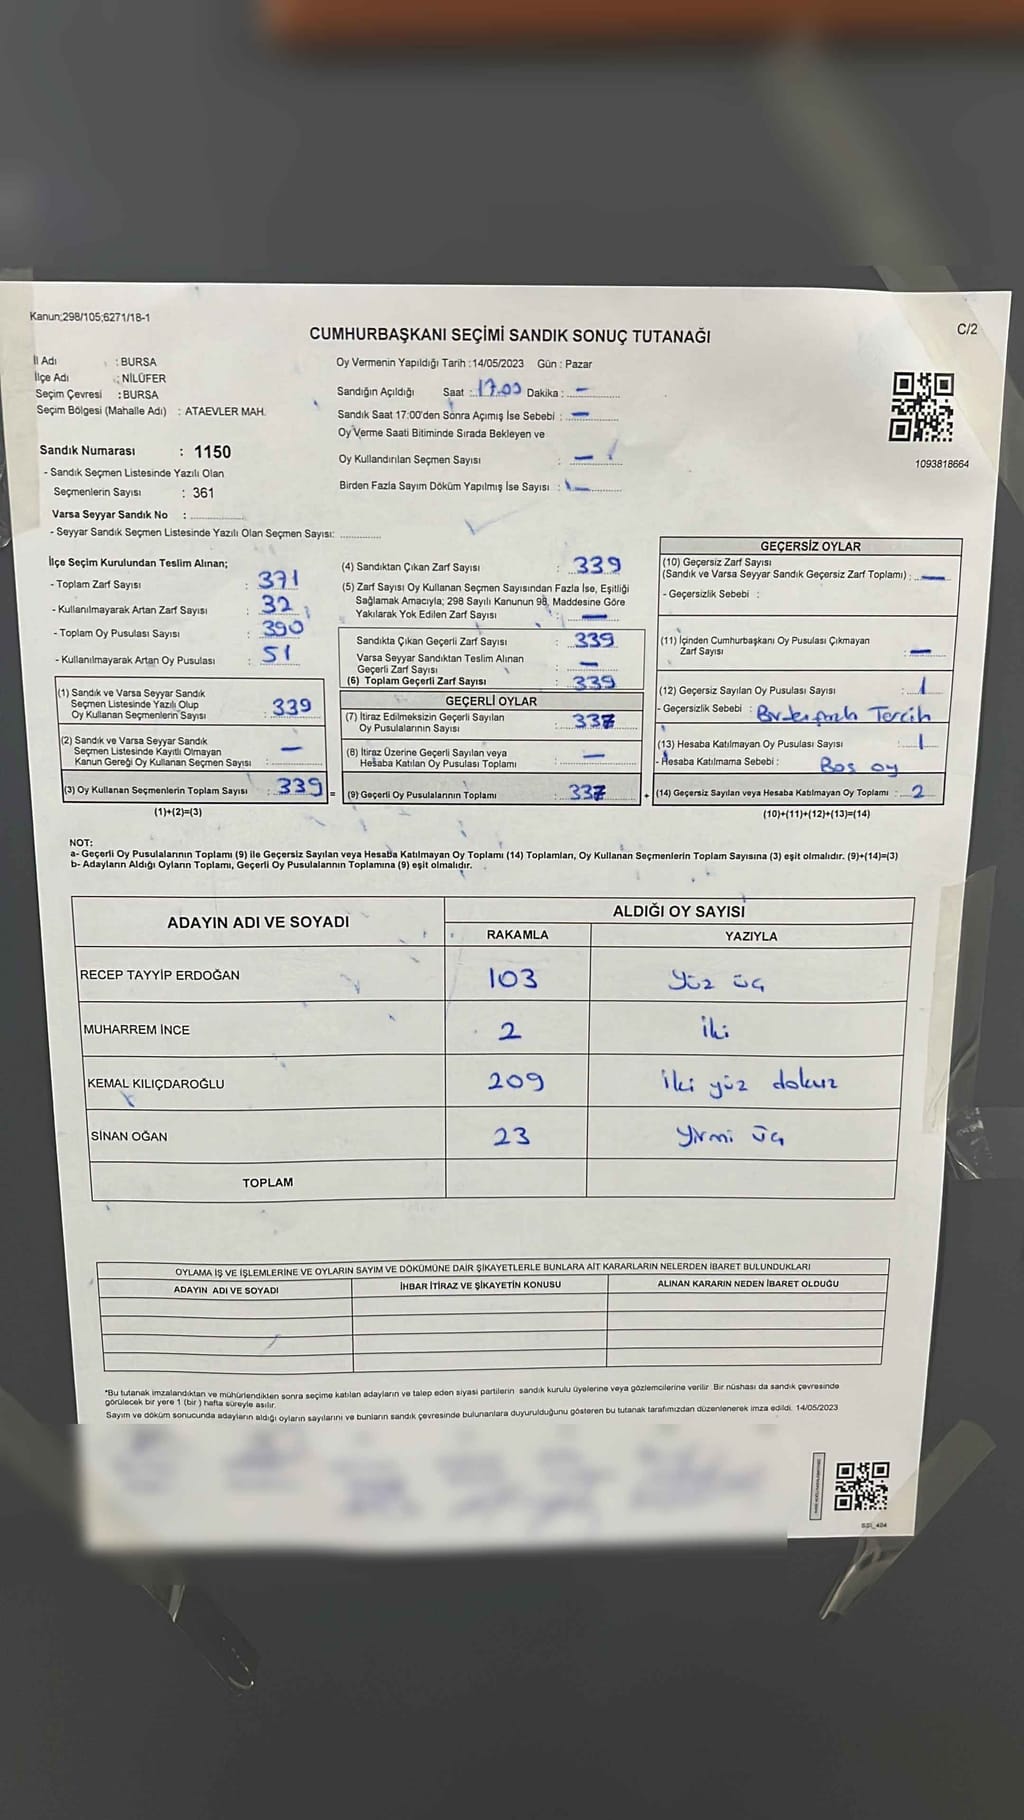 Kanun;298/105;6271/18-1
CUMHURBAŞKANI SEÇİMİ SANDIK SONUÇ TUTANAĞI
C/2
İl Adı : BURSA
İlçe Adı : NİLÜFER
Seçim Çevresi : BURSA
Seçim Bölgesi (Mahalle Adı) : ATAEVLER MAH.
Oy Vermenin Yapıldığı Tarih : 14/05/2023 Gün : Pazar
Sandığın Açıldığı Saat : 17.00 Dakika : —
Sandık Saat 17:00'den Sonra Açımış İse Sebebi : —
Oy Verme Saati Bitiminde Sırada Bekleyen ve
Oy Kullandırılan Seçmen Sayısı : —
Birden Fazla Sayım Döküm Yapılmış İse Sayısı : —
1093818664
Sandık Numarası : 1150
- Sandık Seçmen Listesinde Yazılı Olan
Seçmenlerin Sayısı : 361
Varsa Seyyar Sandık No : ................
- Seyyar Sandık Seçmen Listesinde Yazılı Olan Seçmen Sayısı: ............
İlçe Seçim Kurulundan Teslim Alınan;
- Toplam Zarf Sayısı : 371
- Kullanılmayarak Artan Zarf Sayısı : 32
- Toplam Oy Pusulası Sayısı : 390
- Kullanılmayarak Artan Oy Pusulası : 51
(1) Sandık ve Varsa Seyyar Sandık
Seçmen Listesinde Yazılı Olup
Oy Kullanan Seçmenlerin Sayısı : 339
(2) Sandık ve Varsa Seyyar Sandık
Seçmen Listesinde Kayıtlı Olmayan
Kanun Gereği Oy Kullanan Seçmen Sayısı : —
(3) Oy Kullanan Seçmenlerin Toplam Sayısı : 339 =
(1)+(2)=(3)
(4) Sandıktan Çıkan Zarf Sayısı : 339
(5) Zarf Sayısı Oy Kullanan Seçmen Sayısından Fazla İse, Eşitliği
Sağlamak Amacıyla; 298 Sayılı Kanunun 98. Maddesine Göre
Yakılarak Yok Edilen Zarf Sayısı : —
Sandıkta Çıkan Geçerli Zarf Sayısı : 339
Varsa Seyyar Sandıktan Teslim Alınan
Geçerli Zarf Sayısı : —
(6) Toplam Geçerli Zarf Sayısı : 339
GEÇERLİ OYLAR
(7) İtiraz Edilmeksizin Geçerli Sayılan
Oy Pusulalarının Sayısı : 337
(8) İtiraz Üzerine Geçerli Sayılan veya
Hesaba Katılan Oy Pusulası Toplamı : —
(9) Geçerli Oy Pusulalarının Toplamı : 337 +
GEÇERSİZ OYLAR
(10) Geçersiz Zarf Sayısı
(Sandık ve Varsa Seyyar Sandık Geçersiz Zarf Toplamı) : —
- Geçersizlik Sebebi :
(11) İçinden Cumhurbaşkanı Oy Pusulası Çıkmayan
Zarf Sayısı : —
(12) Geçersiz Sayılan Oy Pusulası Sayısı : 1
- Geçersizlik Sebebi : Birden fazla Tercih
(13) Hesaba Katılmayan Oy Pusulası Sayısı : 1
- Hesaba Katılmama Sebebi : Boş oy
(14) Geçersiz Sayılan veya Hesaba Katılmayan Oy Toplamı : 2
(10)+(11)+(12)+(13)=(14)
NOT:
a- Geçerli Oy Pusulalarının Toplamı (9) ile Geçersiz Sayılan veya Hesaba Katılmayan Oy Toplamı (14) Toplamları, Oy Kullanan Seçmenlerin Toplam Sayısına (3) eşit olmalıdır. (9)+(14)=(3)
b- Adayların Aldığı Oyların Toplamı, Geçerli Oy Pusulalarının Toplamına (9) eşit olmalıdır.
ADAYIN ADI VE SOYADI ALDIĞI OY SAYISI
RAKAMLA YAZIYLA
RECEP TAYYİP ERDOĞAN 103 Yüz üç
MUHARREM İNCE 2 iki
KEMAL KILIÇDAROĞLU 209 iki yüz dokuz
SİNAN OĞAN 23 Yirmi üç
TOPLAM
OYLAMA İŞ VE İŞLEMLERİNE VE OYLARIN SAYIM VE DÖKÜMÜNE DAİR ŞİKAYETLERLE BUNLARA AİT KARARLARIN NELERDEN İBARET BULUNDUKLARI
ADAYIN ADI VE SOYADI İHBAR İTİRAZ VE ŞİKAYETİN KONUSU ALINAN KARARIN NEDEN İBARET OLDUĞU
*Bu tutanak imzalandıktan ve mühürlendikten sonra seçime katılan adayların ve talep eden siyasi partilerin sandık kurulu üyelerine veya gözlemcilerine verilir. Bir nüshası da sandık çevresinde
görülecek bir yere 1 (bir) hafta süreyle asılır.
Sayım ve döküm sonucunda adayların aldığı oyların sayılarını ve bunların sandık çevresinde bulunanlara duyurulduğunu gösteren bu tutanak tarafımızdan düzenlenerek imza edildi. 14/05/2023